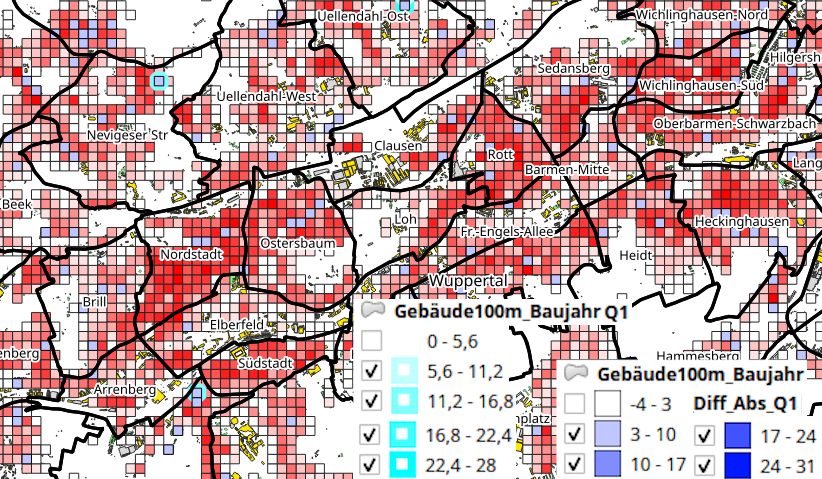 Uellendahl-Ost
Wichlinghausen-Nord
Hilgersh
Sedansberg
Wichlinghausen-Süd
Uellendahl-West
Oberbarmen-Schwarzbach
Nevigeser Str
Clausen
Rott
Barmen-Mitte
Lang
Beek
Loh
Fr.-Engels-Allee
Heckinghausen
Nordstadt
Ostersbaum
Heidt
Wuppertal
Brill
Elberfeld
enberg
Südstadt
Hammesberg
Arrenberg
nplatz
Gebäude100m_Baujahr Q1
0 - 5,6
5,6 - 11,2
11,2 - 16,8
16,8 - 22,4
22,4 - 28
Gebäude100m_Baujahr
Diff_Abs_Q1
-4 - 3
3 - 10
10 - 17
17 - 24
24 - 31